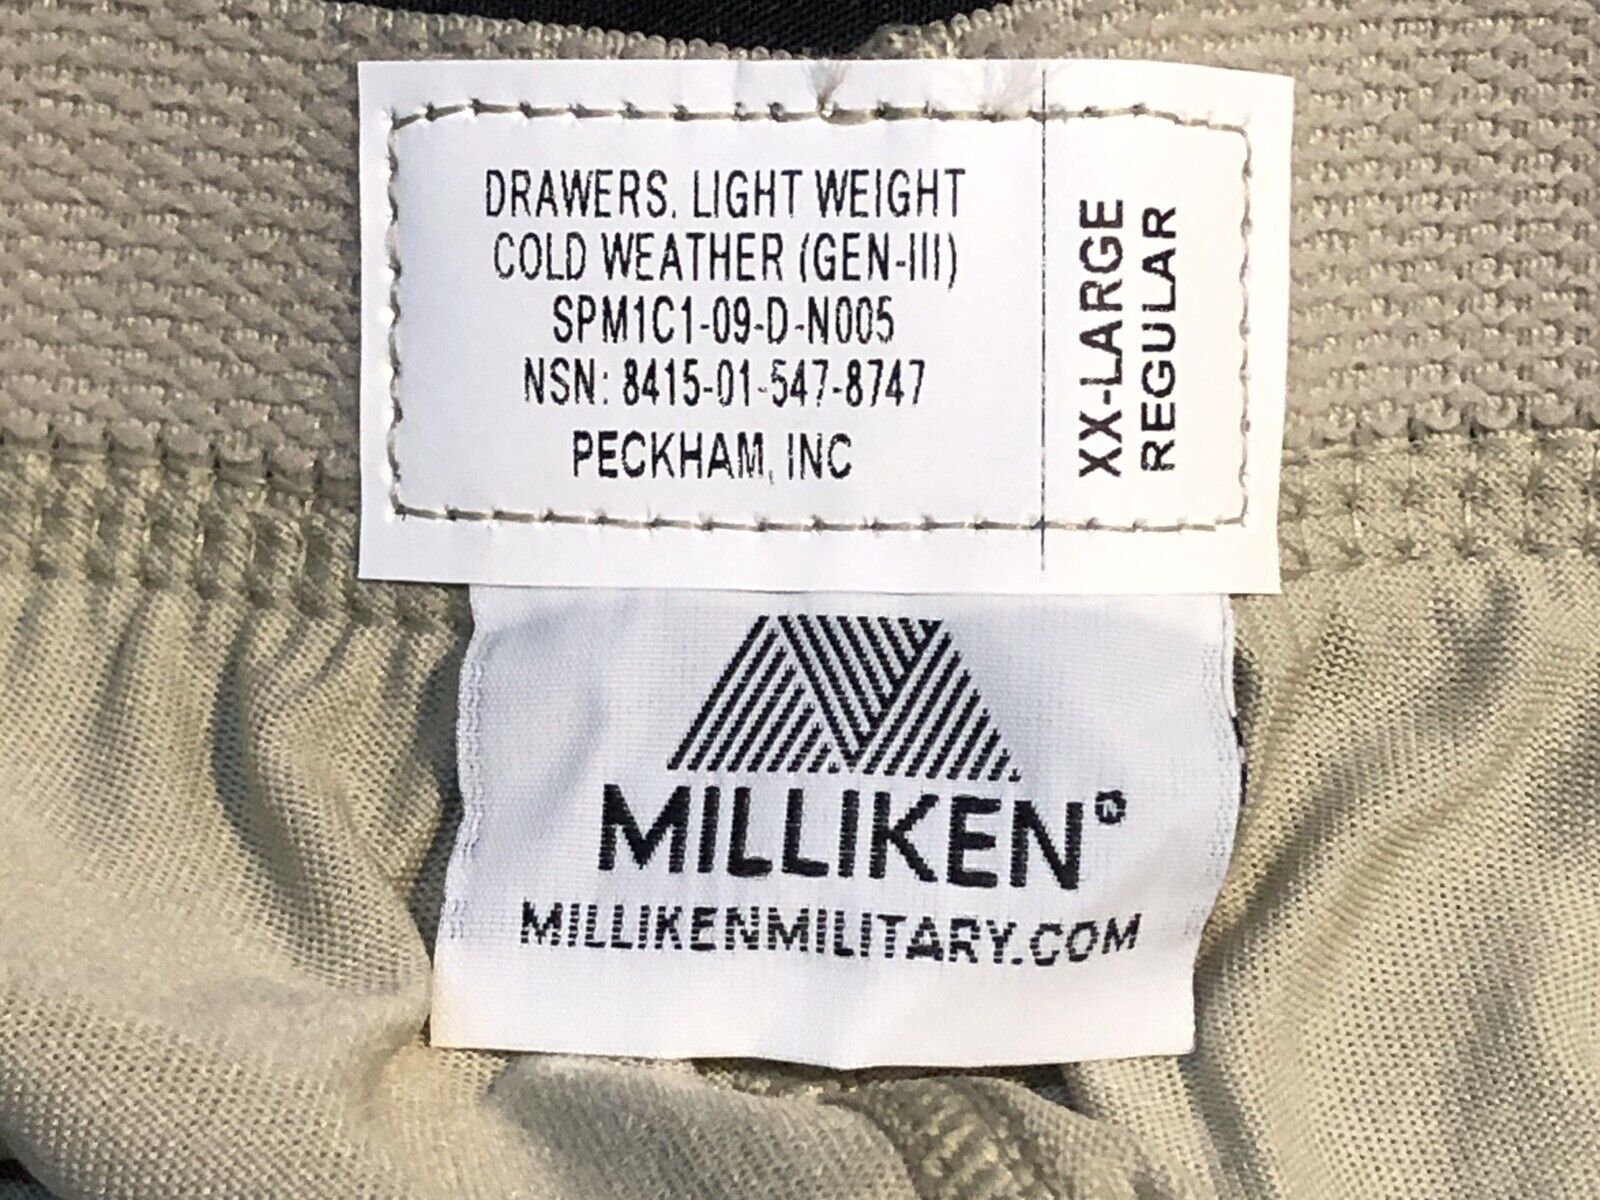 DRAWERS, LIGHT WEIGHT
COLD WEATHER (GEN-III)
SPM1C1-09-D-N005
NSN: 8415-01-547-8747
PECKHAM, INC
XX-LARGE
REGULAR
MILLIKEN®
MILLIKENMILITARY.COM